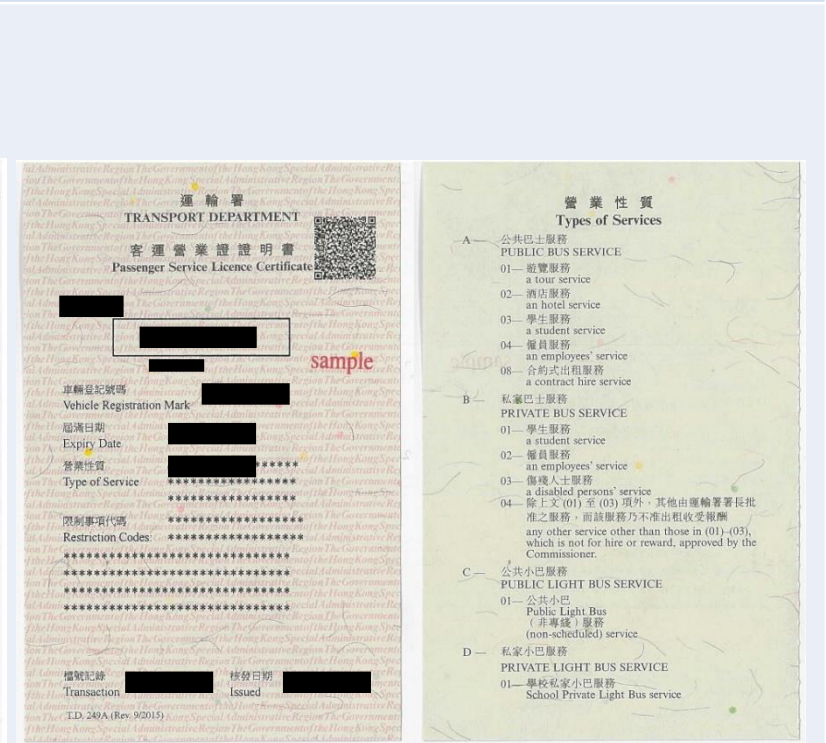 運輸署
TRANSPORT DEPARTMENT
客運營業證證明書
Passenger Service Licence Certificate
sample
車輛登記號碼
Vehicle Registration Mark
屆滿日期
Expiry Date
營業性質
Type of Service
*****
*****************
*****************
限制事項代碼
Restriction Codes:
******************
******************
******************************
******************************
******************************
******************************
檔號記錄
Transaction
核發日期
Issued
T.D. 249A (Rev. 9/2015)
營業性質
Types of Services
A — 公共巴士服務
PUBLIC BUS SERVICE
01— 遊覽服務
a tour service
02— 酒店服務
an hotel service
03— 學生服務
a student service
04— 僱員服務
an employees' service
08— 合約式出租服務
a contract hire service
B — 私家巴士服務
PRIVATE BUS SERVICE
01— 學生服務
a student service
02— 僱員服務
an employees' service
03— 傷殘人士服務
a disabled persons' service
04— 除上文 (01) 至 (03) 項外，其他由運輸署署長批
准之服務，而該服務乃不准出租收受報酬
any other service other than those in (01)–(03),
which is not for hire or reward, approved by the
Commissioner.
C — 公共小巴服務
PUBLIC LIGHT BUS SERVICE
01— 公共小巴
Public Light Bus
（非專綫）服務
(non-scheduled) service
D — 私家小巴服務
PRIVATE LIGHT BUS SERVICE
01— 學校私家小巴服務
School Private Light Bus service